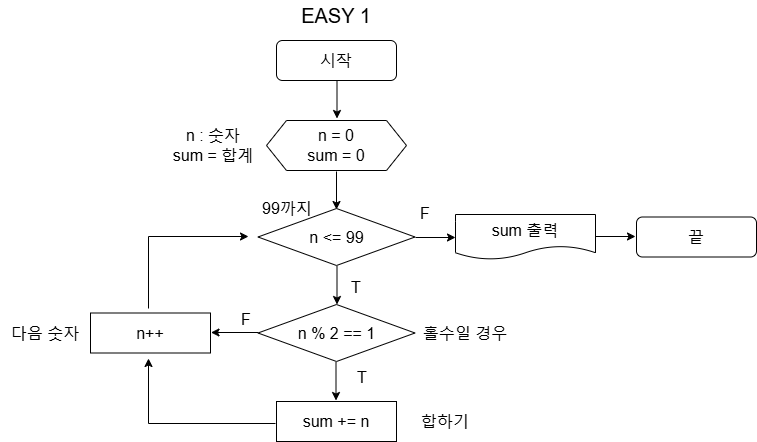 EASY 1
시작
n : 숫자
sum = 합계
n = 0
sum = 0
99까지
n <= 99
F
sum 출력
끝
T
다음 숫자
n++
F
n % 2 == 1
홀수일 경우
T
sum += n
합하기